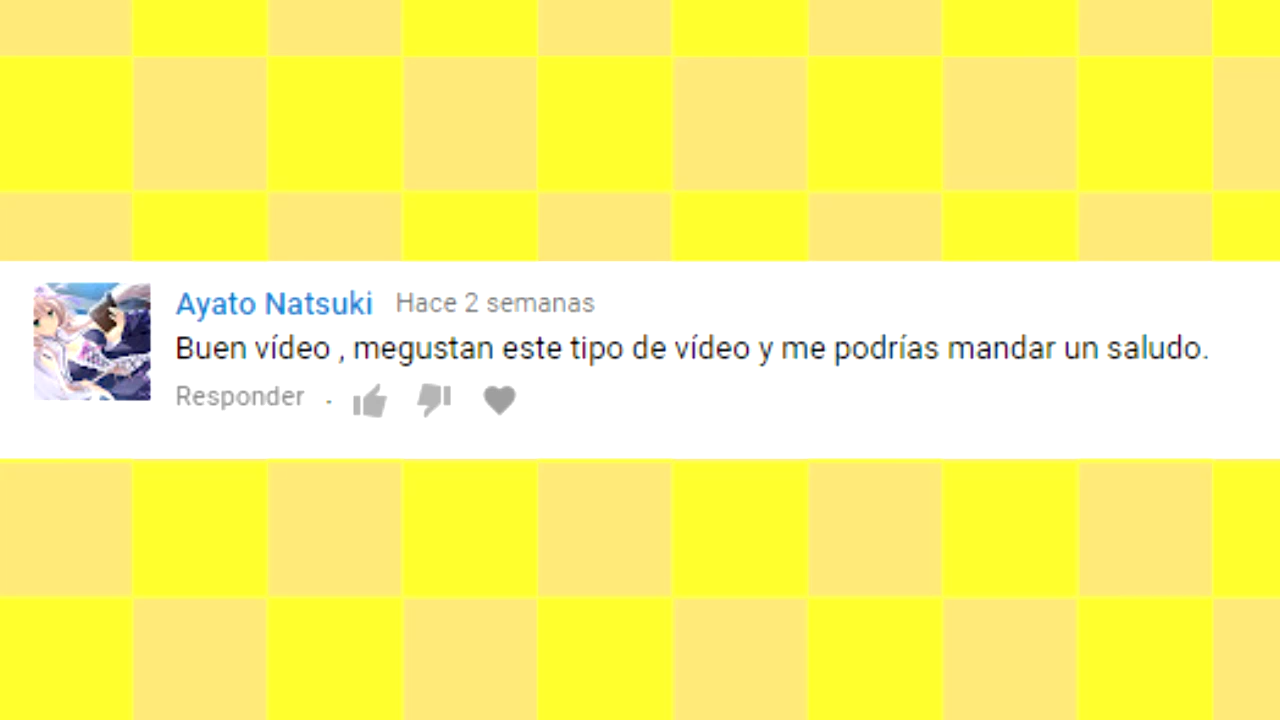 Ayato Natsuki Hace 2 semanas
Buen vídeo , megustan este tipo de vídeo y me podrías mandar un saludo.
Responder